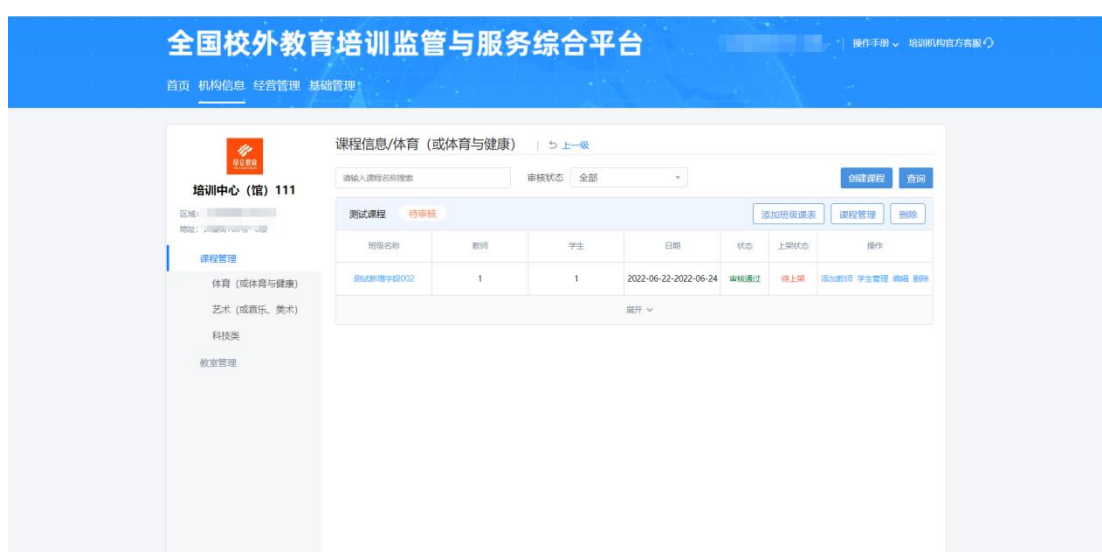 全国校外教育培训监管与服务综合平台
操作手册 培训机构官方客服
首页 机构信息 经营管理 基础管理
课程信息/体育（或体育与健康） | 上一级
请输入课程名称搜索 审核状态 全部 创建课程 查询
培训中心（馆）111
区域:
地址:
测试课程 待审核 添加班级课表 课程管理 删除
班级名称 教师 学生 日期 状态 上架状态 操作
测试新增字段002 1 1 2022-06-22-2022-06-24 审核通过 待上架 添加教师 学生管理 编辑 删除
展开
课程管理
体育（或体育与健康）
艺术（或音乐、美术）
科技类
教室管理